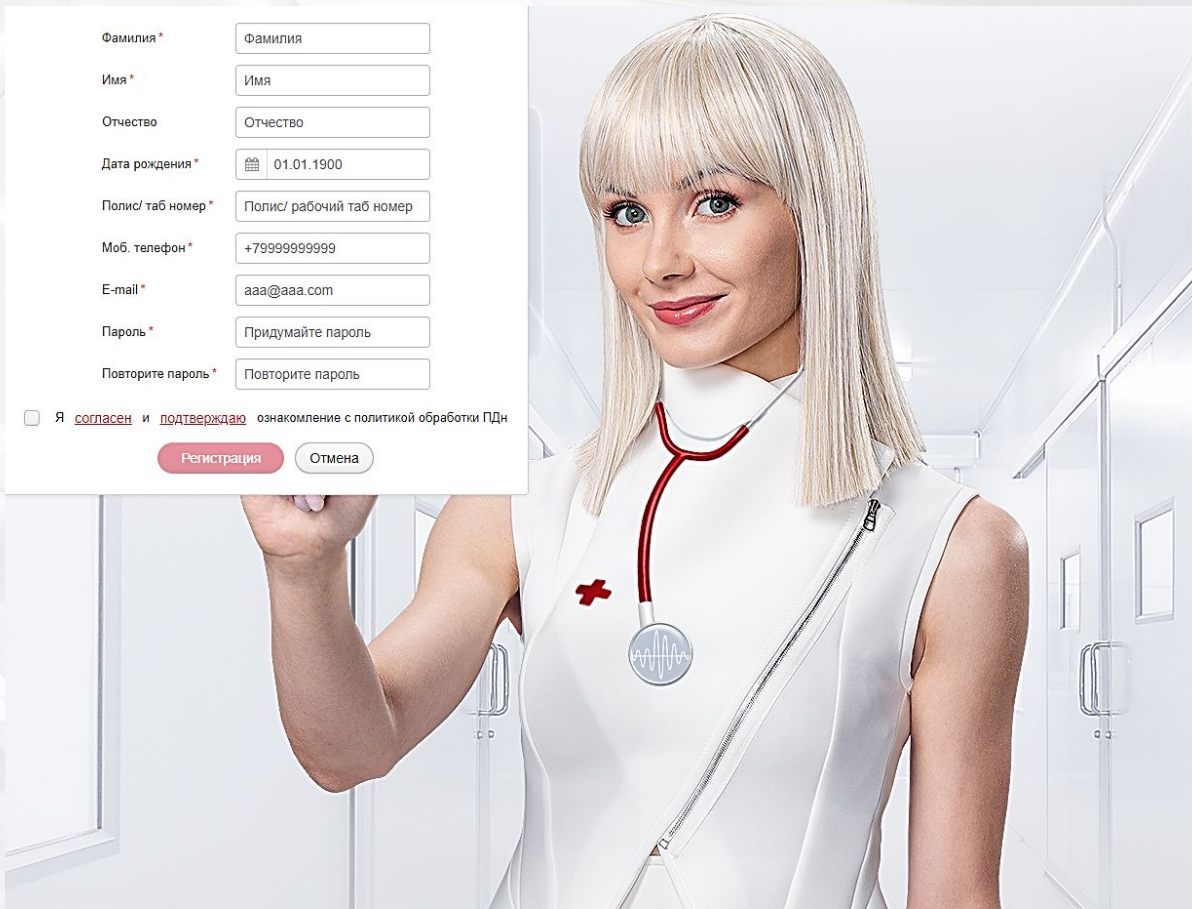 Фамилия * Фамилия
Имя * Имя
Отчество Отчество
Дата рождения * 01.01.1900
Полис/ таб номер * Полис/ рабочий таб номер
Моб. телефон * +79999999999
E-mail * aaa@aaa.com
Пароль * Придумайте пароль
Повторите пароль * Повторите пароль
Я согласен и подтверждаю ознакомление с политикой обработки ПДн
Регистрация Отмена